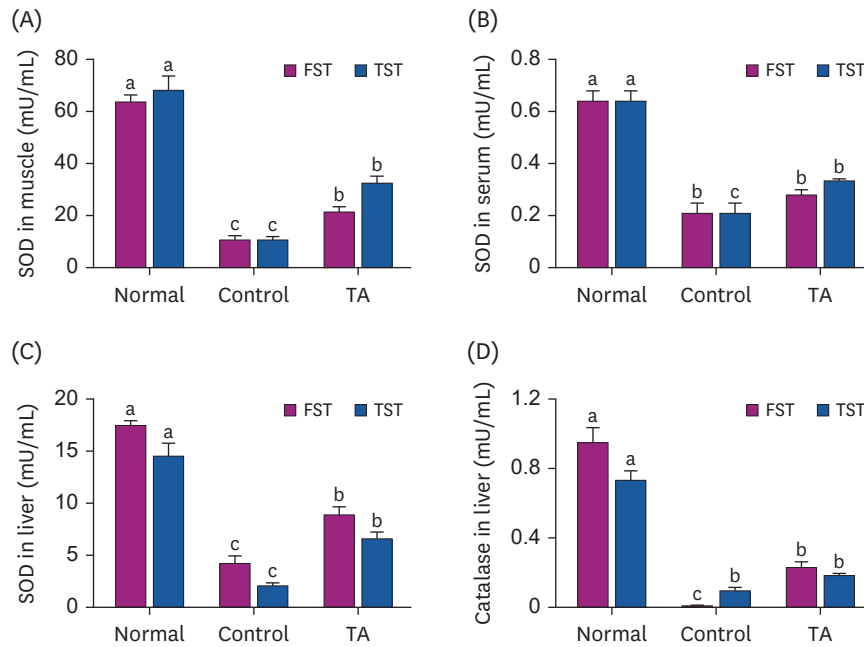 (A)
SOD in muscle (mU/mL)
80
60
40
20
0
FST TST
a a
c c
b b
Normal Control TA
(B)
SOD in serum (mU/mL)
0.8
0.6
0.4
0.2
0
FST TST
a a
b c
b b
Normal Control TA
(C)
SOD in liver (mU/mL)
20
15
10
5
0
FST TST
a a
c c
b b
Normal Control TA
(D)
Catalase in liver (mU/mL)
1.2
0.8
0.4
0
FST TST
a a
c b
b b
Normal Control TA